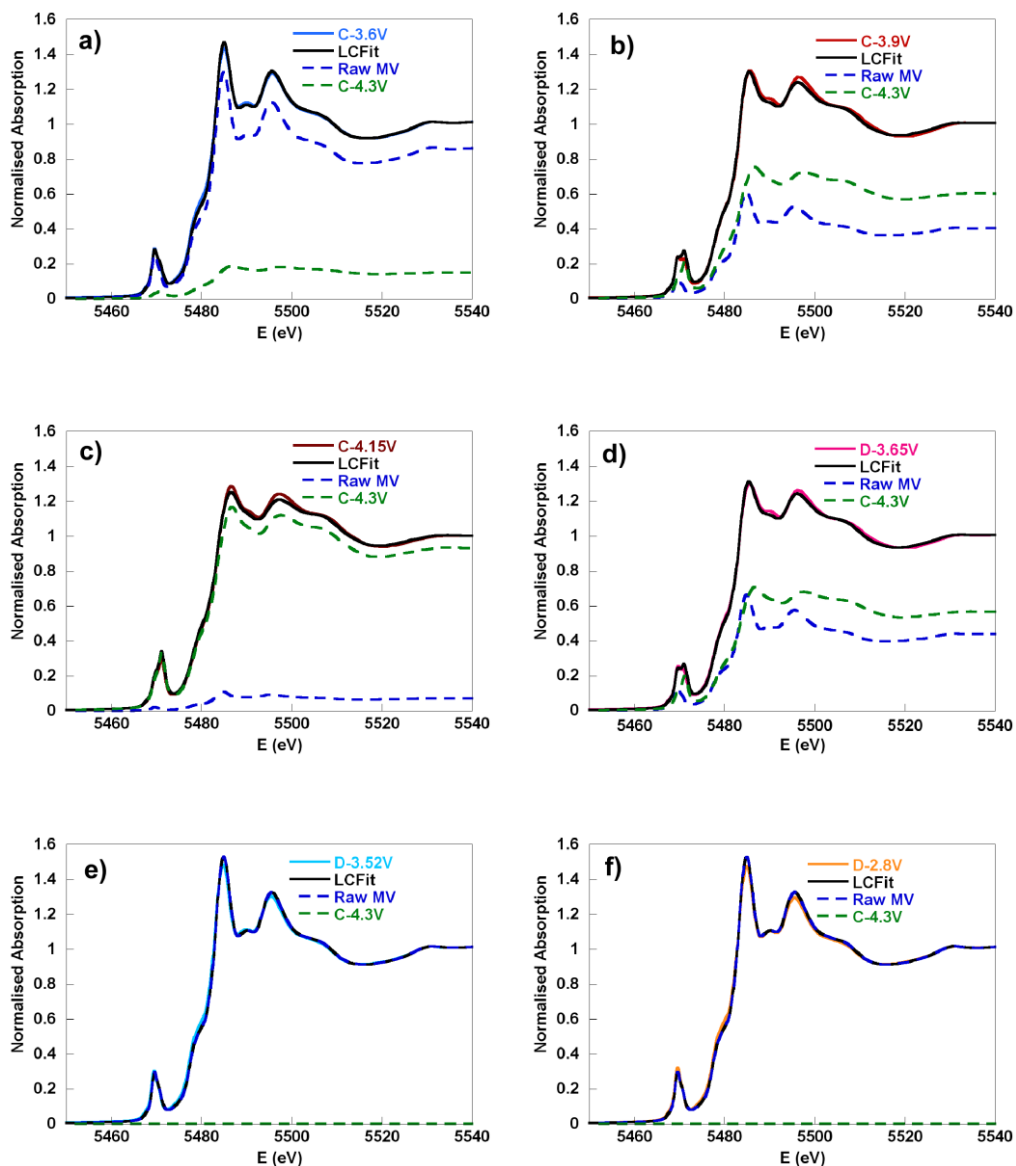 a)
C-3.6V
LCFit
Raw MV
C-4.3V
Normalised Absorption
1.6
1.4
1.2
1
0.8
0.6
0.4
0.2
0
5460 5480 5500 5520 5540
E (eV)
b)
C-3.9V
LCFit
Raw MV
C-4.3V
Normalised Absorption
1.6
1.4
1.2
1
0.8
0.6
0.4
0.2
0
5460 5480 5500 5520 5540
E (eV)
c)
C-4.15V
LCFit
Raw MV
C-4.3V
Normalised Absorption
1.6
1.4
1.2
1
0.8
0.6
0.4
0.2
0
5460 5480 5500 5520 5540
E (eV)
d)
D-3.65V
LCFit
Raw MV
C-4.3V
Normalised Absorption
1.6
1.4
1.2
1
0.8
0.6
0.4
0.2
0
5460 5480 5500 5520 5540
E (eV)
e)
D-3.52V
LCFit
Raw MV
C-4.3V
Normalised Absorption
1.6
1.4
1.2
1
0.8
0.6
0.4
0.2
0
5460 5480 5500 5520 5540
E (eV)
f)
D-2.8V
LCFit
Raw MV
C-4.3V
Normalised Absorption
1.6
1.4
1.2
1
0.8
0.6
0.4
0.2
0
5460 5480 5500 5520 5540
E (eV)